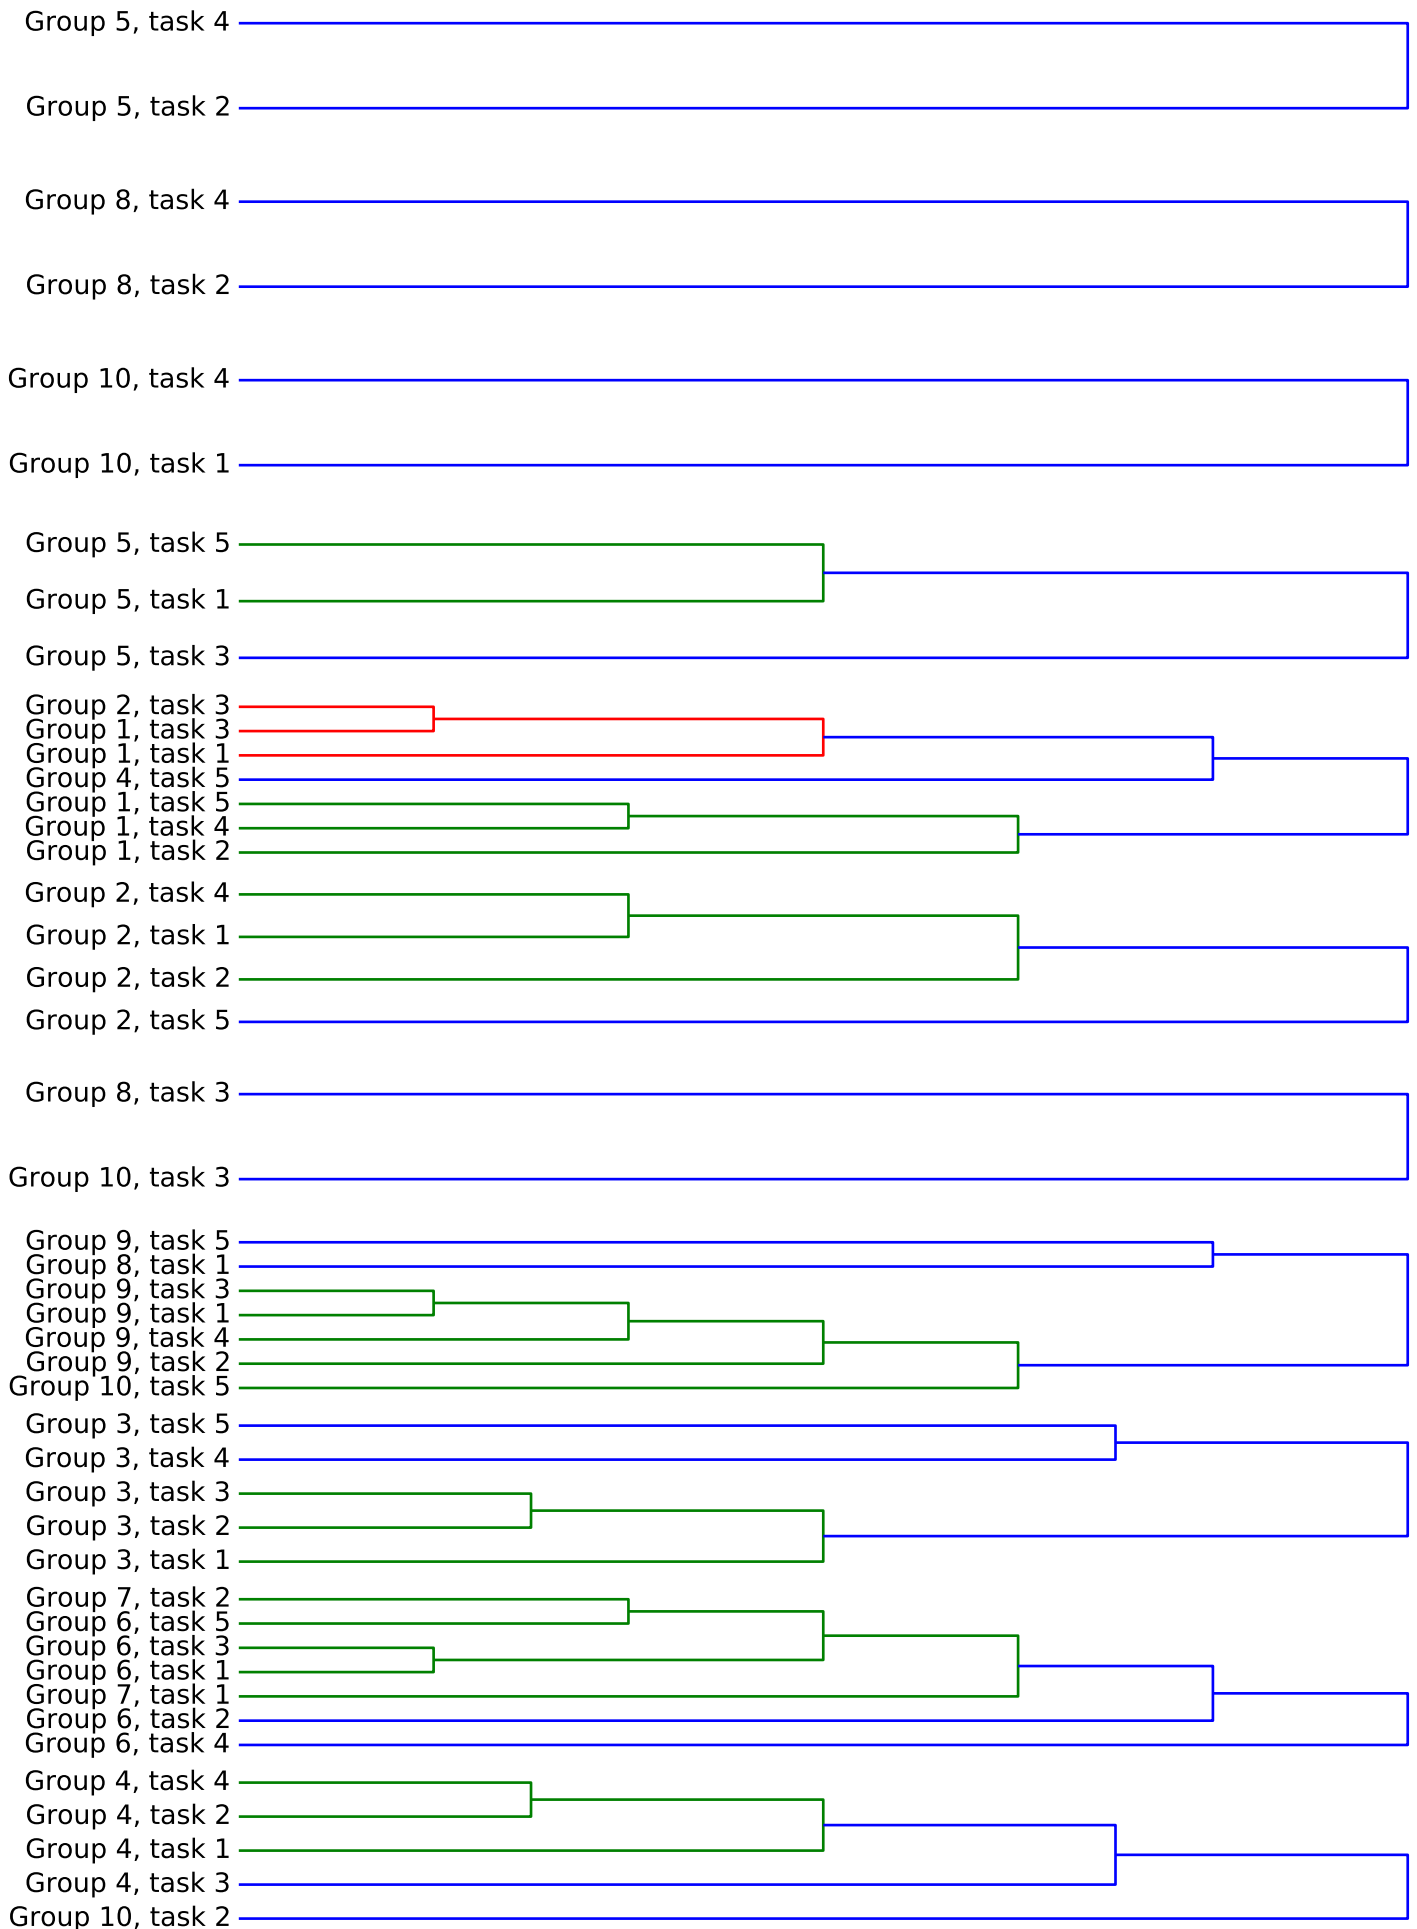 Group 5, task 4
Group 5, task 2
Group 8, task 4
Group 8, task 2
Group 10, task 4
Group 10, task 1
Group 5, task 5
Group 5, task 1
Group 5, task 3
Group 2, task 3
Group 1, task 3
Group 1, task 1
Group 4, task 5
Group 1, task 5
Group 1, task 4
Group 1, task 2
Group 2, task 4
Group 2, task 1
Group 2, task 2
Group 2, task 5
Group 8, task 3
Group 10, task 3
Group 9, task 5
Group 8, task 1
Group 9, task 3
Group 9, task 1
Group 9, task 4
Group 9, task 2
Group 10, task 5
Group 3, task 5
Group 3, task 4
Group 3, task 3
Group 3, task 2
Group 3, task 1
Group 7, task 2
Group 6, task 5
Group 6, task 3
Group 6, task 1
Group 7, task 1
Group 6, task 2
Group 6, task 4
Group 4, task 4
Group 4, task 2
Group 4, task 1
Group 4, task 3
Group 10, task 2